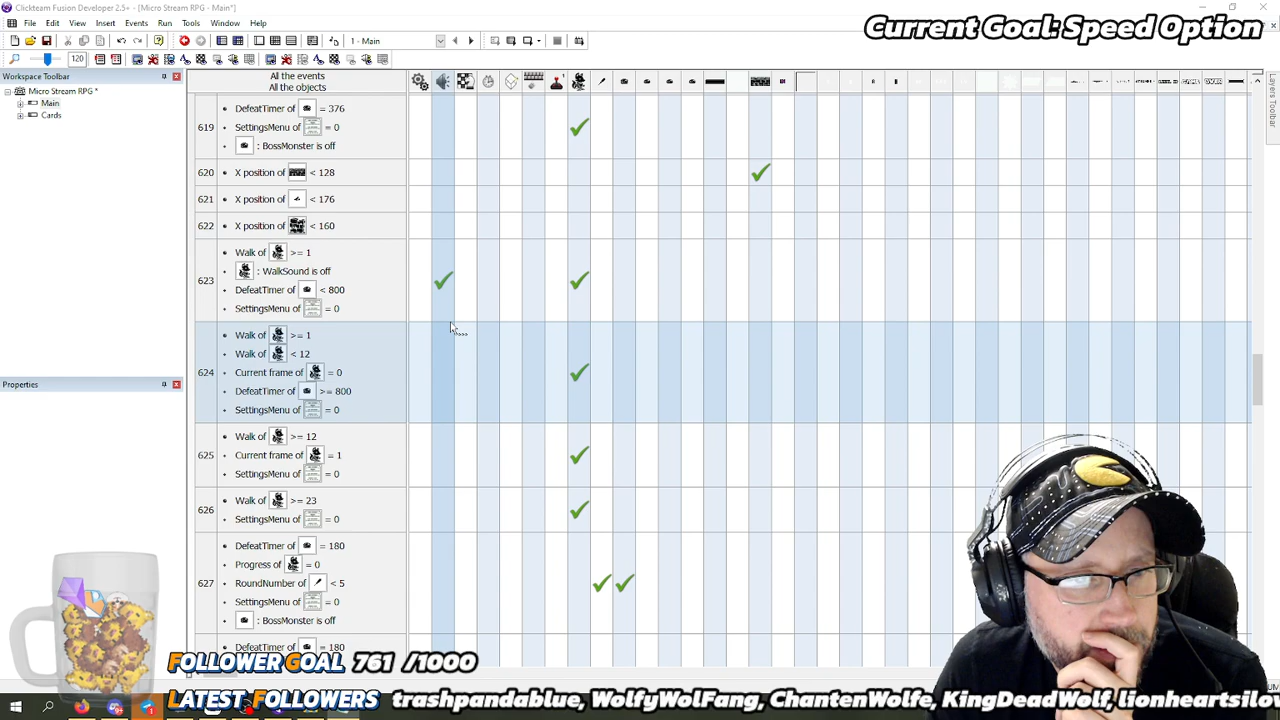 Clickteam Fusion Developer 2.5+ - [Micro Stream RPG - Main*]
File Edit View Insert Events Run Tools Window Help
Current Goal: Speed Option
1 - Main
120
Workspace Toolbar
Micro Stream RPG *
Main
Cards
Properties
Layers Toolbar
All the events
All the objects
619
DefeatTimer of = 376
SettingsMenu of = 0
: BossMonster is off
620
X position of < 128
621
X position of < 176
622
X position of < 160
623
Walk of >= 1
: WalkSound is off
DefeatTimer of < 800
SettingsMenu of = 0
624
Walk of >= 1
Walk of < 12
Current frame of = 0
DefeatTimer of >= 800
SettingsMenu of = 0
625
Walk of >= 12
Current frame of = 1
SettingsMenu of = 0
626
Walk of >= 23
SettingsMenu of = 0
627
DefeatTimer of = 180
Progress of = 0
RoundNumber of < 5
SettingsMenu of = 0
: BossMonster is off
DefeatTimer of = 180
Follower Goal 761 /1000
Latest Followers trashpandablue, WolfyWolFang, ChantenWolfe, KingDeadWolf, lionheartsilo